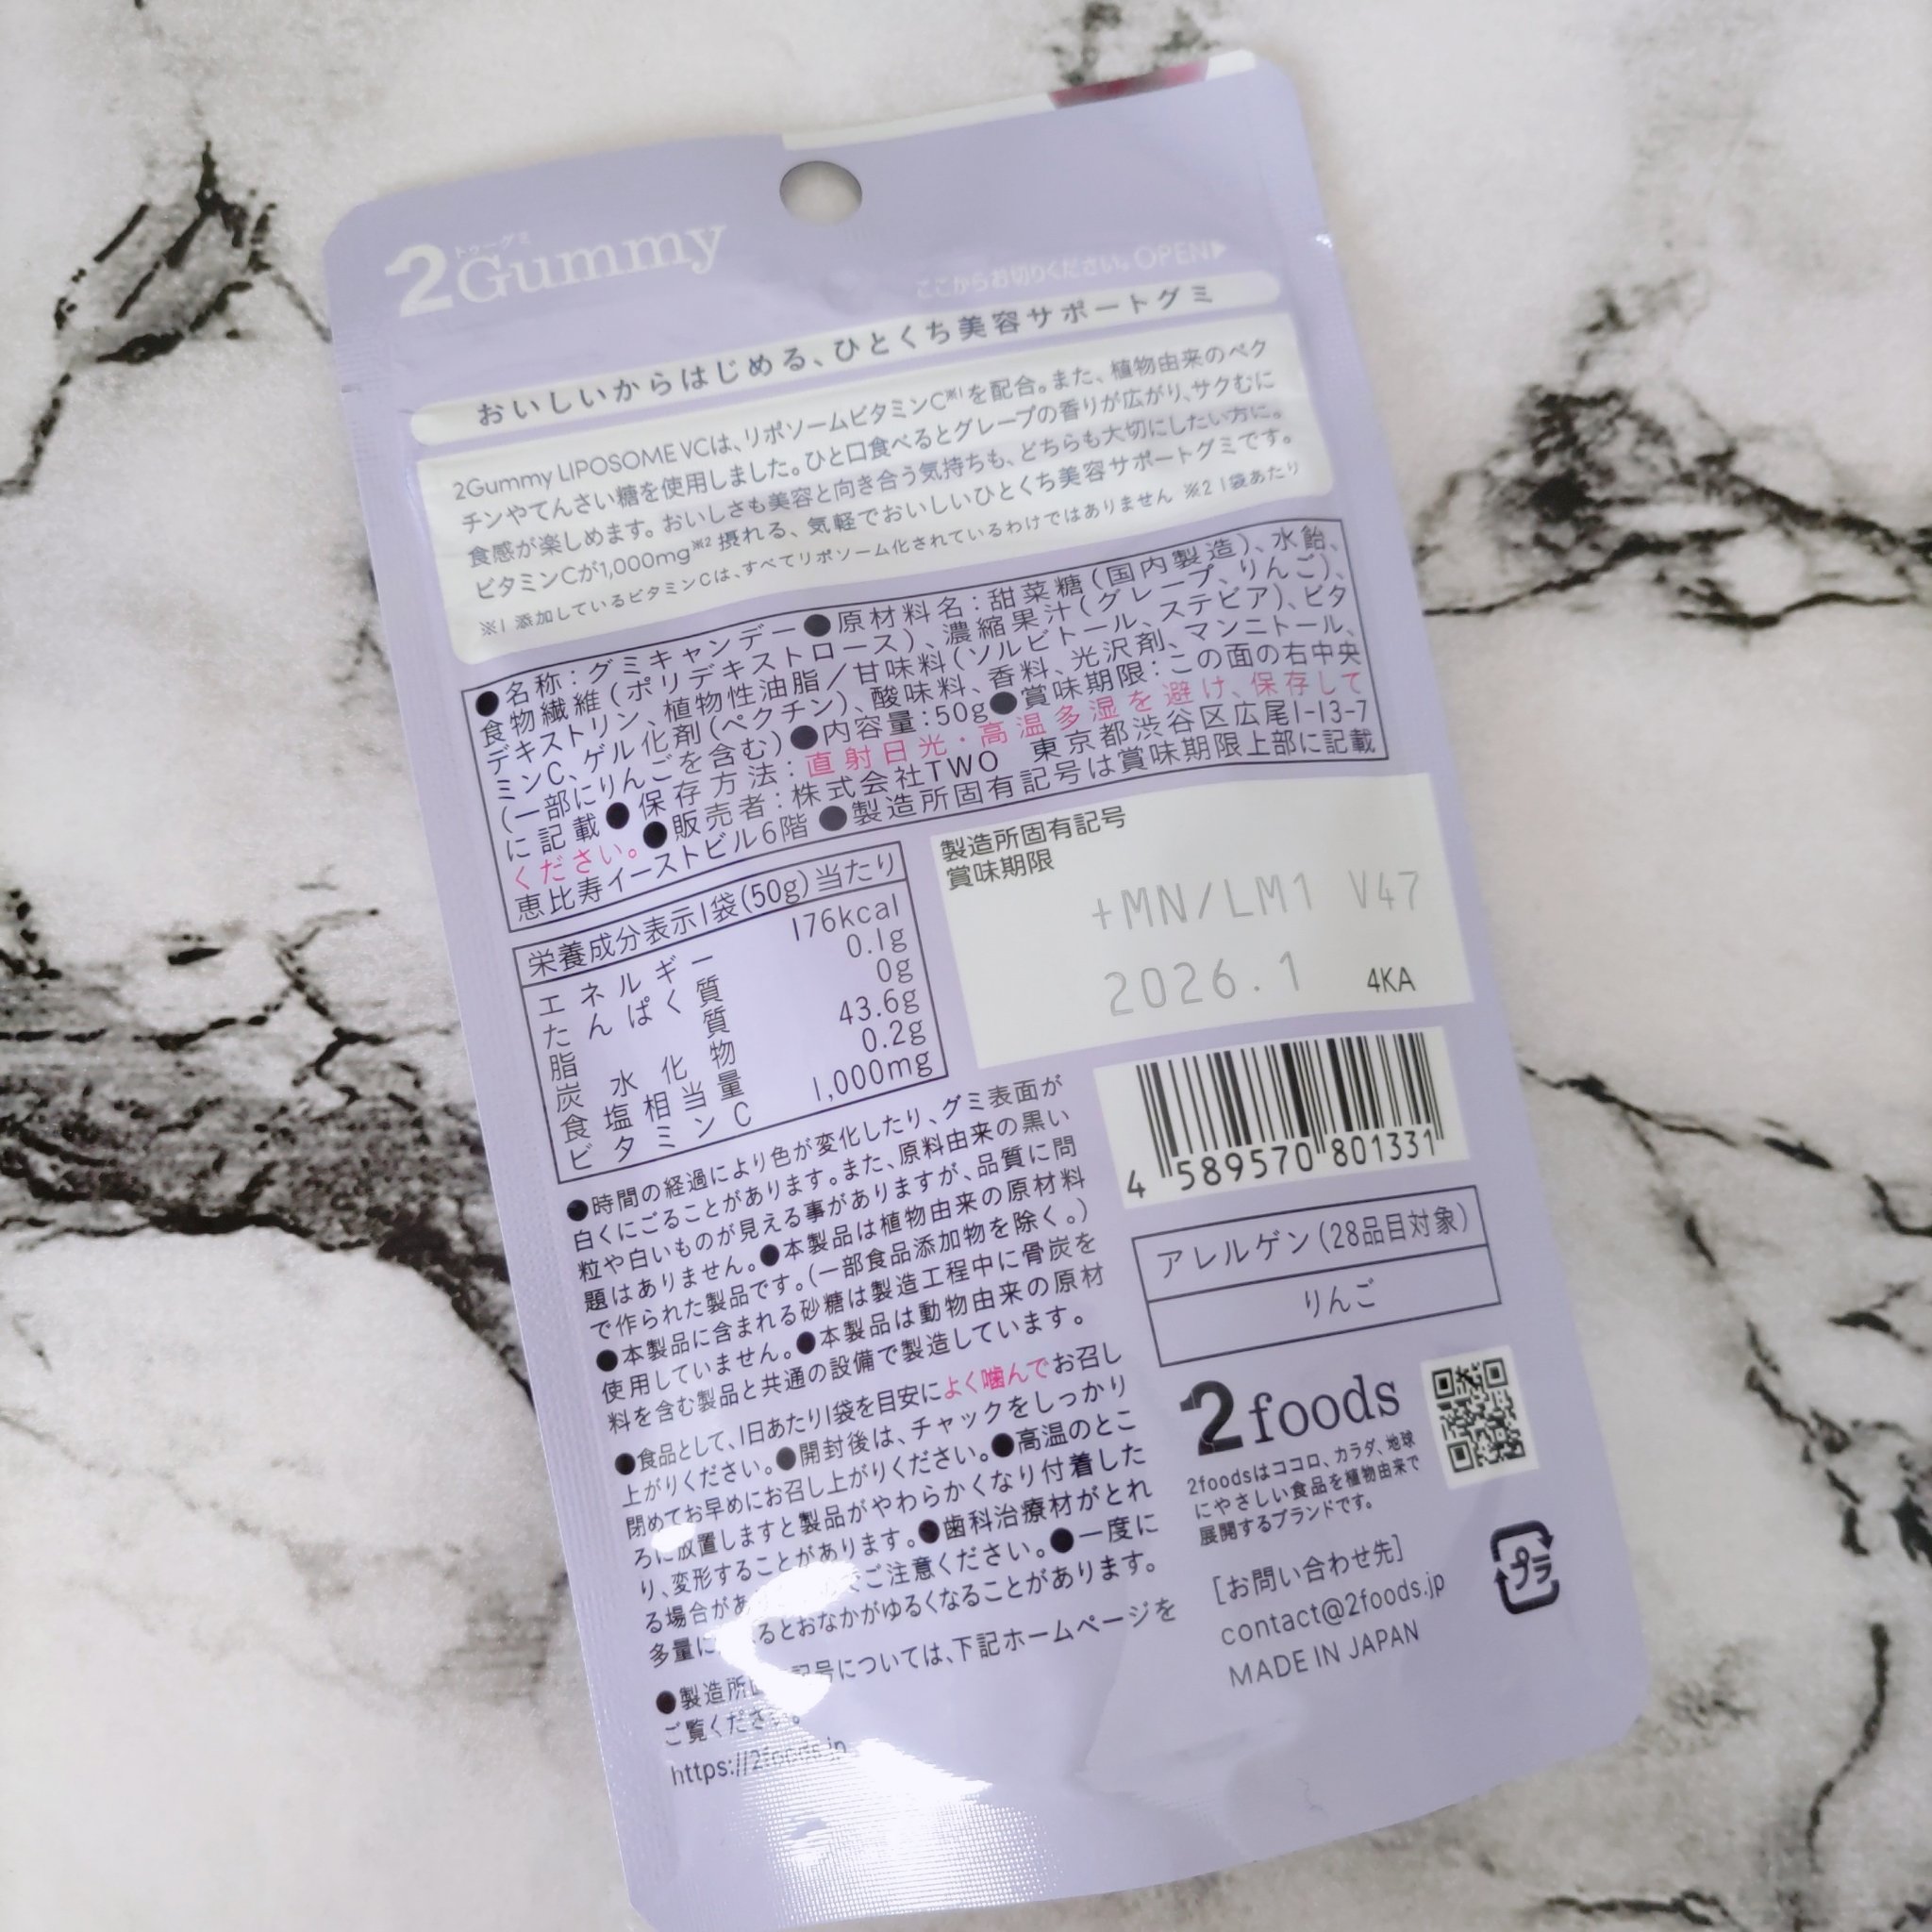 トゥーグミ
2Gummy
ここからお切りください。OPEN▶
おいしいからはじめる、ひとくち美容サポートグミ
2Gummy LIPOSOME VCは、リポソームビタミンC※1を配合。また、植物由来のペク
チンやてんさい糖を使用しました。ひと口食べるとグレープの香りが広がり、サクむに
食感が楽しめます。おいしさも美容と向き合う気持ちも、どちらも大切にしたい方に。
ビタミンCが1,000mg※2摂れる、気軽でおいしいひとくち美容サポートグミです。
※1 添加しているビタミンCは、すべてリポソーム化されているわけではありません ※2 1袋あたり
●名称：グミキャンデー●原材料名：甜菜糖(国内製造)、水飴、
食物繊維(ポリデキストロース)、濃縮果汁(グレープ、りんご)、
デキストリン、植物性油脂／甘味料(ソルビトール、ステビア)、ビタ
ミンC、ゲル化剤(ペクチン)、酸味料、香料、光沢剤、マンニトール、
(一部にりんごを含む)●内容量：50g●賞味期限：この面の右中央
に記載●保存方法：直射日光・高温多湿を避け、保存して
ください。●販売者：株式会社TWO 東京都渋谷区広尾1-13-7
恵比寿イーストビル6階●製造所固有記号は賞味期限上部に記載
製造所固有記号
賞味期限
+MN/LM1 V47
2026.1 4KA
栄養成分表示1袋(50g)当たり
エネルギー 176kcal
たんぱく質 0.1g
脂質 0g
炭水化物 43.6g
食塩相当量 0.2g
ビタミンC 1,000mg
●時間の経過により色が変化したり、グミ表面が
白くにごることがあります。また、原料由来の黒い
粒や白いものが見える事がありますが、品質に問
題はありません。●本製品は植物由来の原材料
で作られた製品です。(一部食品添加物を除く。)
●本製品に含まれる砂糖は製造工程中に骨炭を
使用していません。●本製品は動物由来の原材
料を含む製品と共通の設備で製造しています。
●食品として、1日あたり1袋を目安によく噛んでお召し
上がりください。●開封後は、チャックをしっかり
閉めてお早めにお召し上がりください。●高温のとこ
ろに放置しますと製品がやわらかくなり付着した
り、変形することがあります。●歯科治療材がとれ
る場合があ ご注意ください。●一度に
多量に るとおなかがゆるくなることがあります。
●製造所 記号については、下記ホームページを
ご覧ください。
https://2foods.jp
4 589570 801331
アレルゲン(28品目対象)
りんご
2foods
2foodsはココロ、カラダ、地球
にやさしい食品を植物由来で
展開するブランドです。
[お問い合わせ先]
contact@2foods.jp
MADE IN JAPAN
プラ